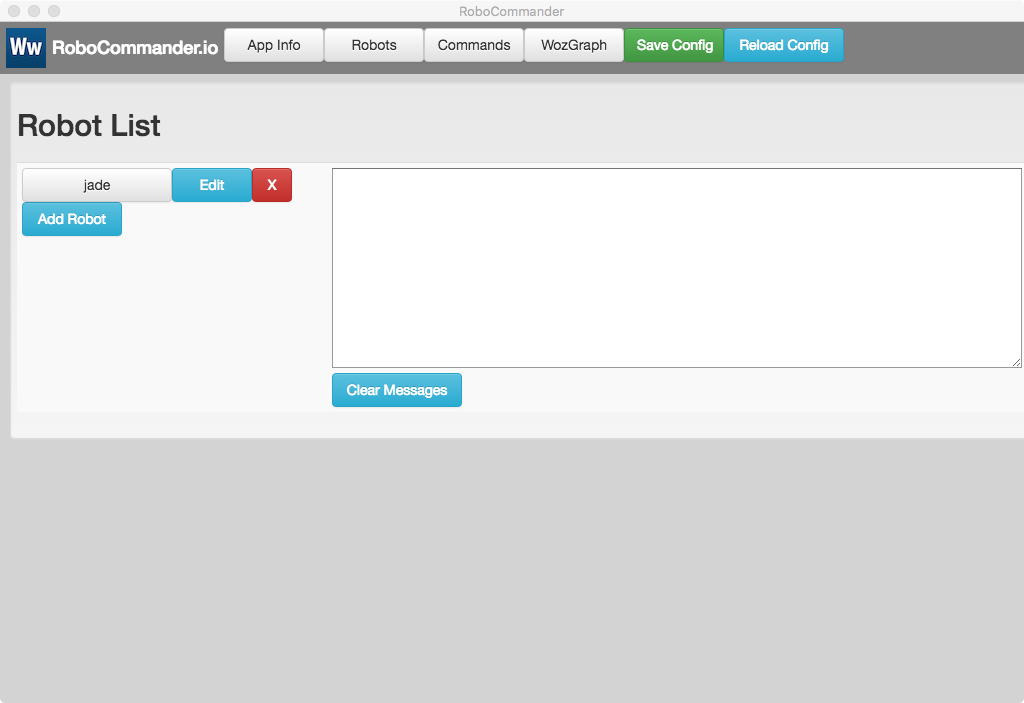 RoboCommander
Ww RoboCommander.io App Info Robots Commands WozGraph Save Config Reload Config
Robot List
jade Edit X
Add Robot
Clear Messages